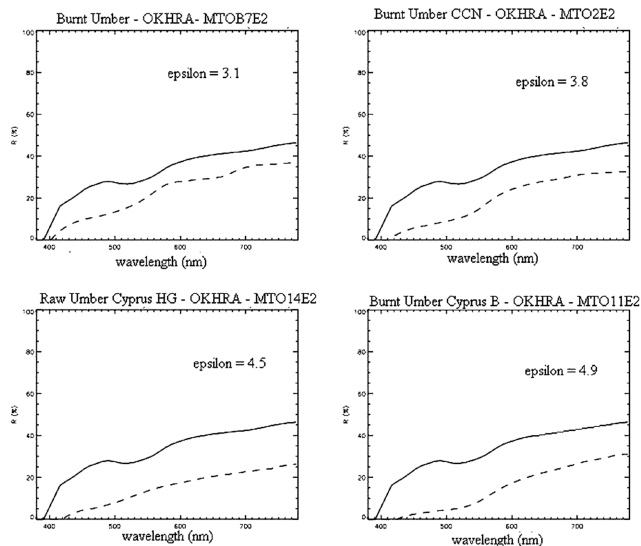 Burnt Umber - OKHRA- MTOB7E2
100
80
60
40
20
0
R (%)
epsilon = 3.1
400 500 600 700
wavelength (nm)
Burnt Umber CCN - OKHRA - MTO2E2
100
80
60
40
20
0
R (%)
epsilon = 3.8
400 500 600 700
wavelength (nm)
Raw Umber Cyprus HG - OKHRA - MTO14E2
100
80
60
40
20
0
R (%)
epsilon = 4.5
400 500 600 700
wavelength (nm)
Burnt Umber Cyprus B - OKHRA - MTO11E2
100
80
60
40
20
0
R (%)
epsilon = 4.9
400 500 600 700
wavelength (nm)